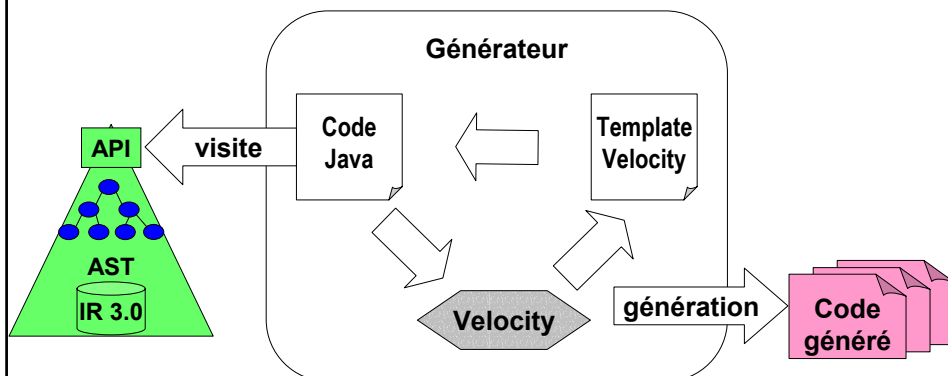 Générateur
API
visite
Code
Java
Template
Velocity
AST
IR 3.0
Velocity
génération
Code
généré